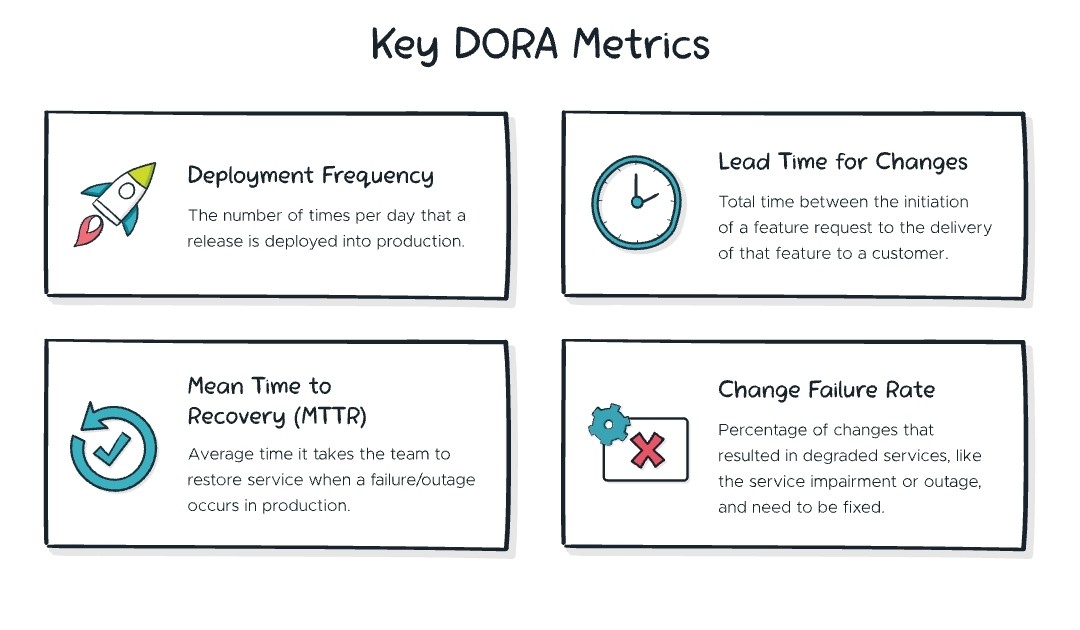 Key DORA Metrics
Deployment Frequency
The number of times per day that a
release is deployed into production.
Lead Time for Changes
Total time between the initiation
of a feature request to the delivery
of that feature to a customer.
Mean Time to
Recovery (MTTR)
Average time it takes the team to
restore service when a failure/outage
occurs in production.
Change Failure Rate
Percentage of changes that
resulted in degraded services, like
the service impairment or outage,
and need to be fixed.